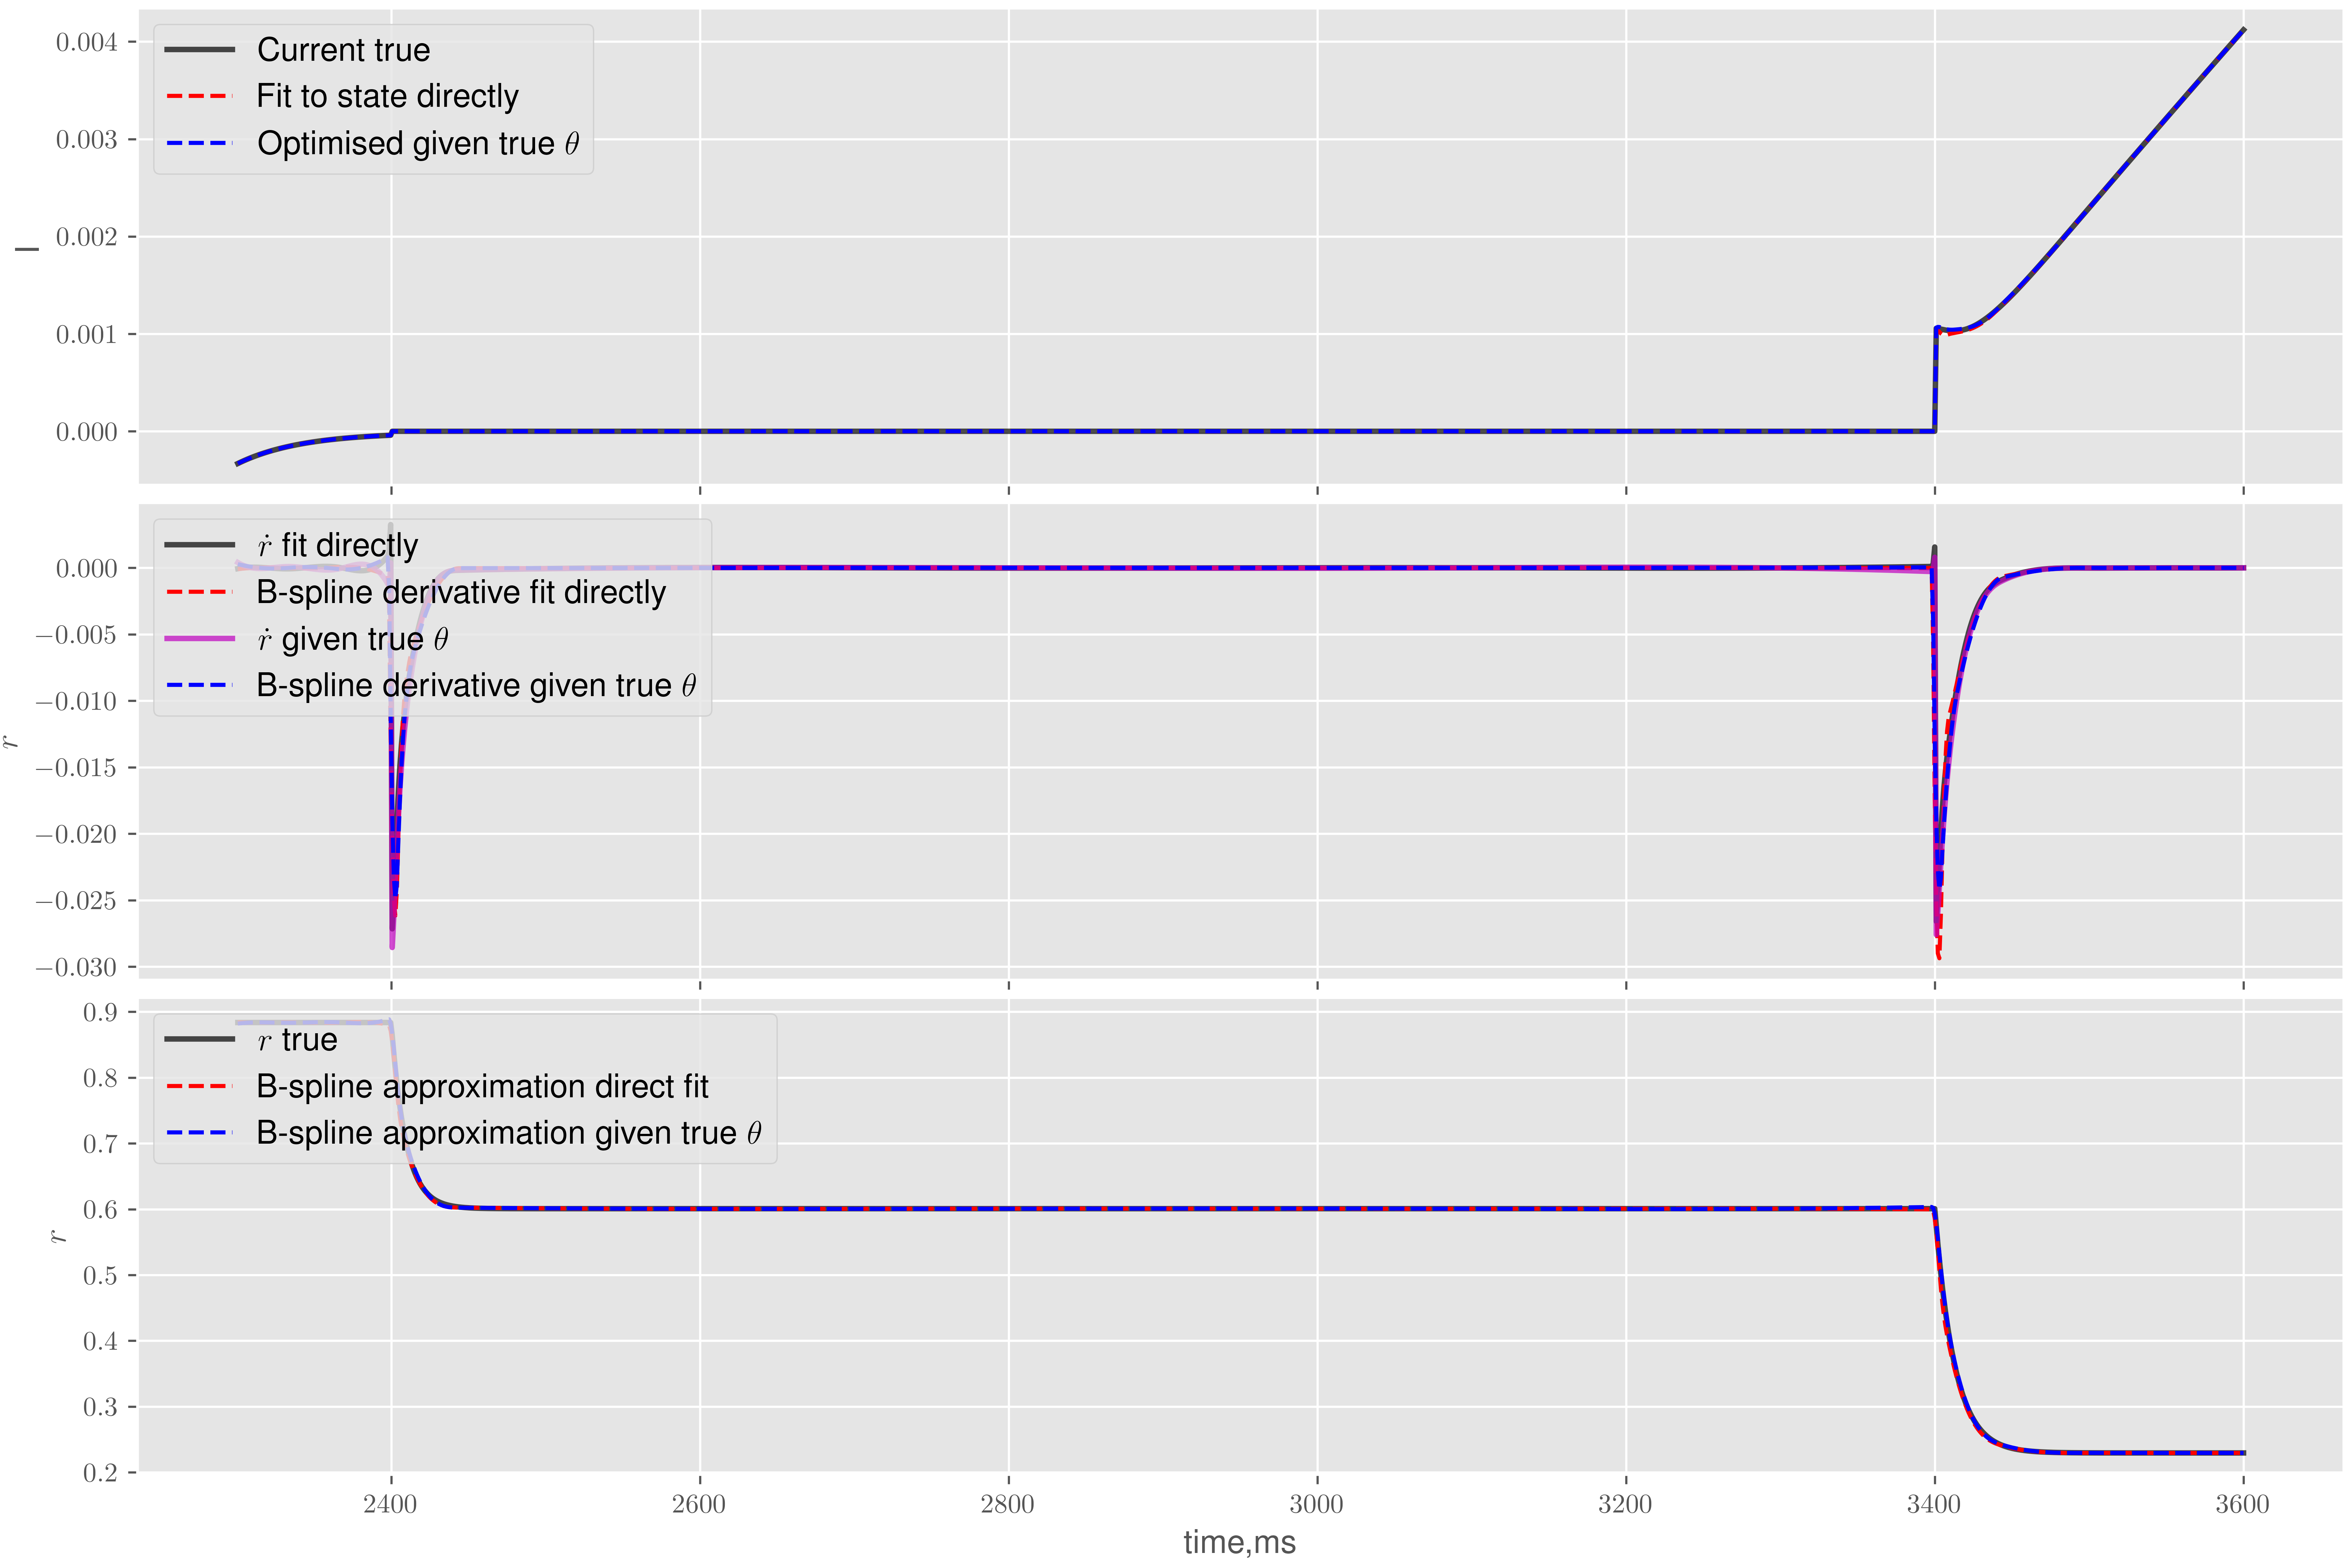 0.004
0.003
0.002
0.001
0.000
I
Current true
Fit to state directly
Optimised given true θ
0.000
−0.005
−0.010
−0.015
−0.020
−0.025
−0.030
ṙ
ṙ fit directly
B-spline derivative fit directly
ṙ given true θ
B-spline derivative given true θ
0.9
0.8
0.7
0.6
0.5
0.4
0.3
0.2
r
r true
B-spline approximation direct fit
B-spline approximation given true θ
2400 2600 2800 3000 3200 3400 3600
time,ms